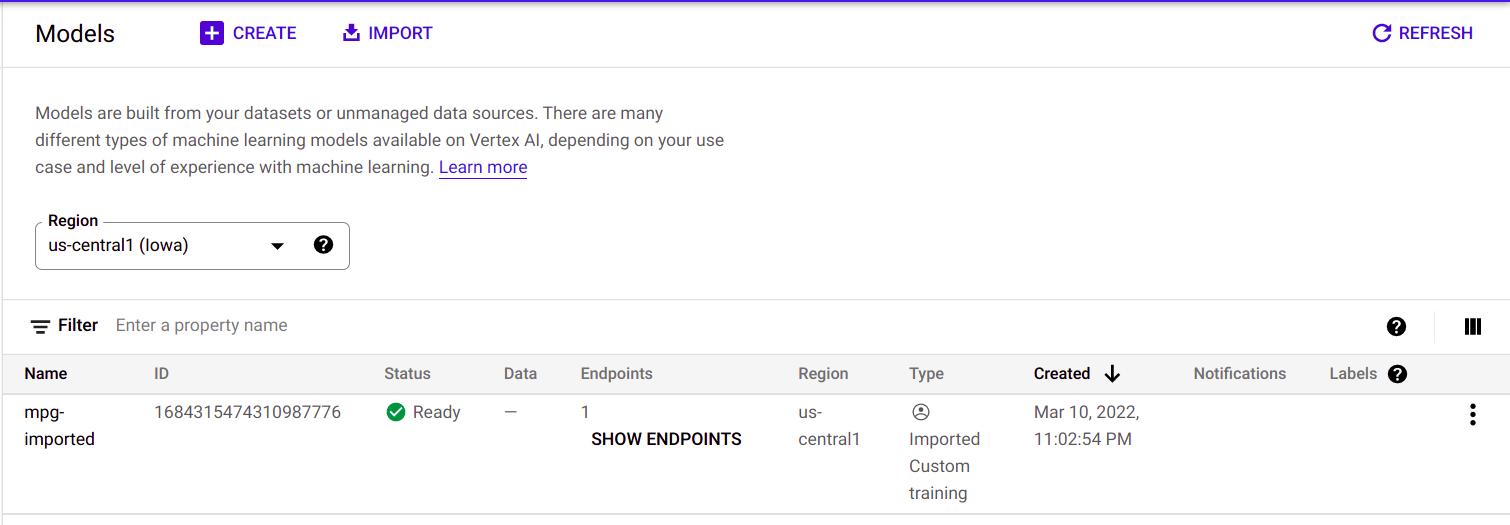 Models CREATE IMPORT REFRESH
Models are built from your datasets or unmanaged data sources. There are many
different types of machine learning models available on Vertex AI, depending on your use
case and level of experience with machine learning. Learn more
Region
us-central1 (Iowa)
Filter Enter a property name
Name ID Status Data Endpoints Region Type Created Notifications Labels
mpg- 1684315474310987776 Ready — 1 us- Mar 10, 2022,
imported SHOW ENDPOINTS central1 Imported 11:02:54 PM
Custom
training